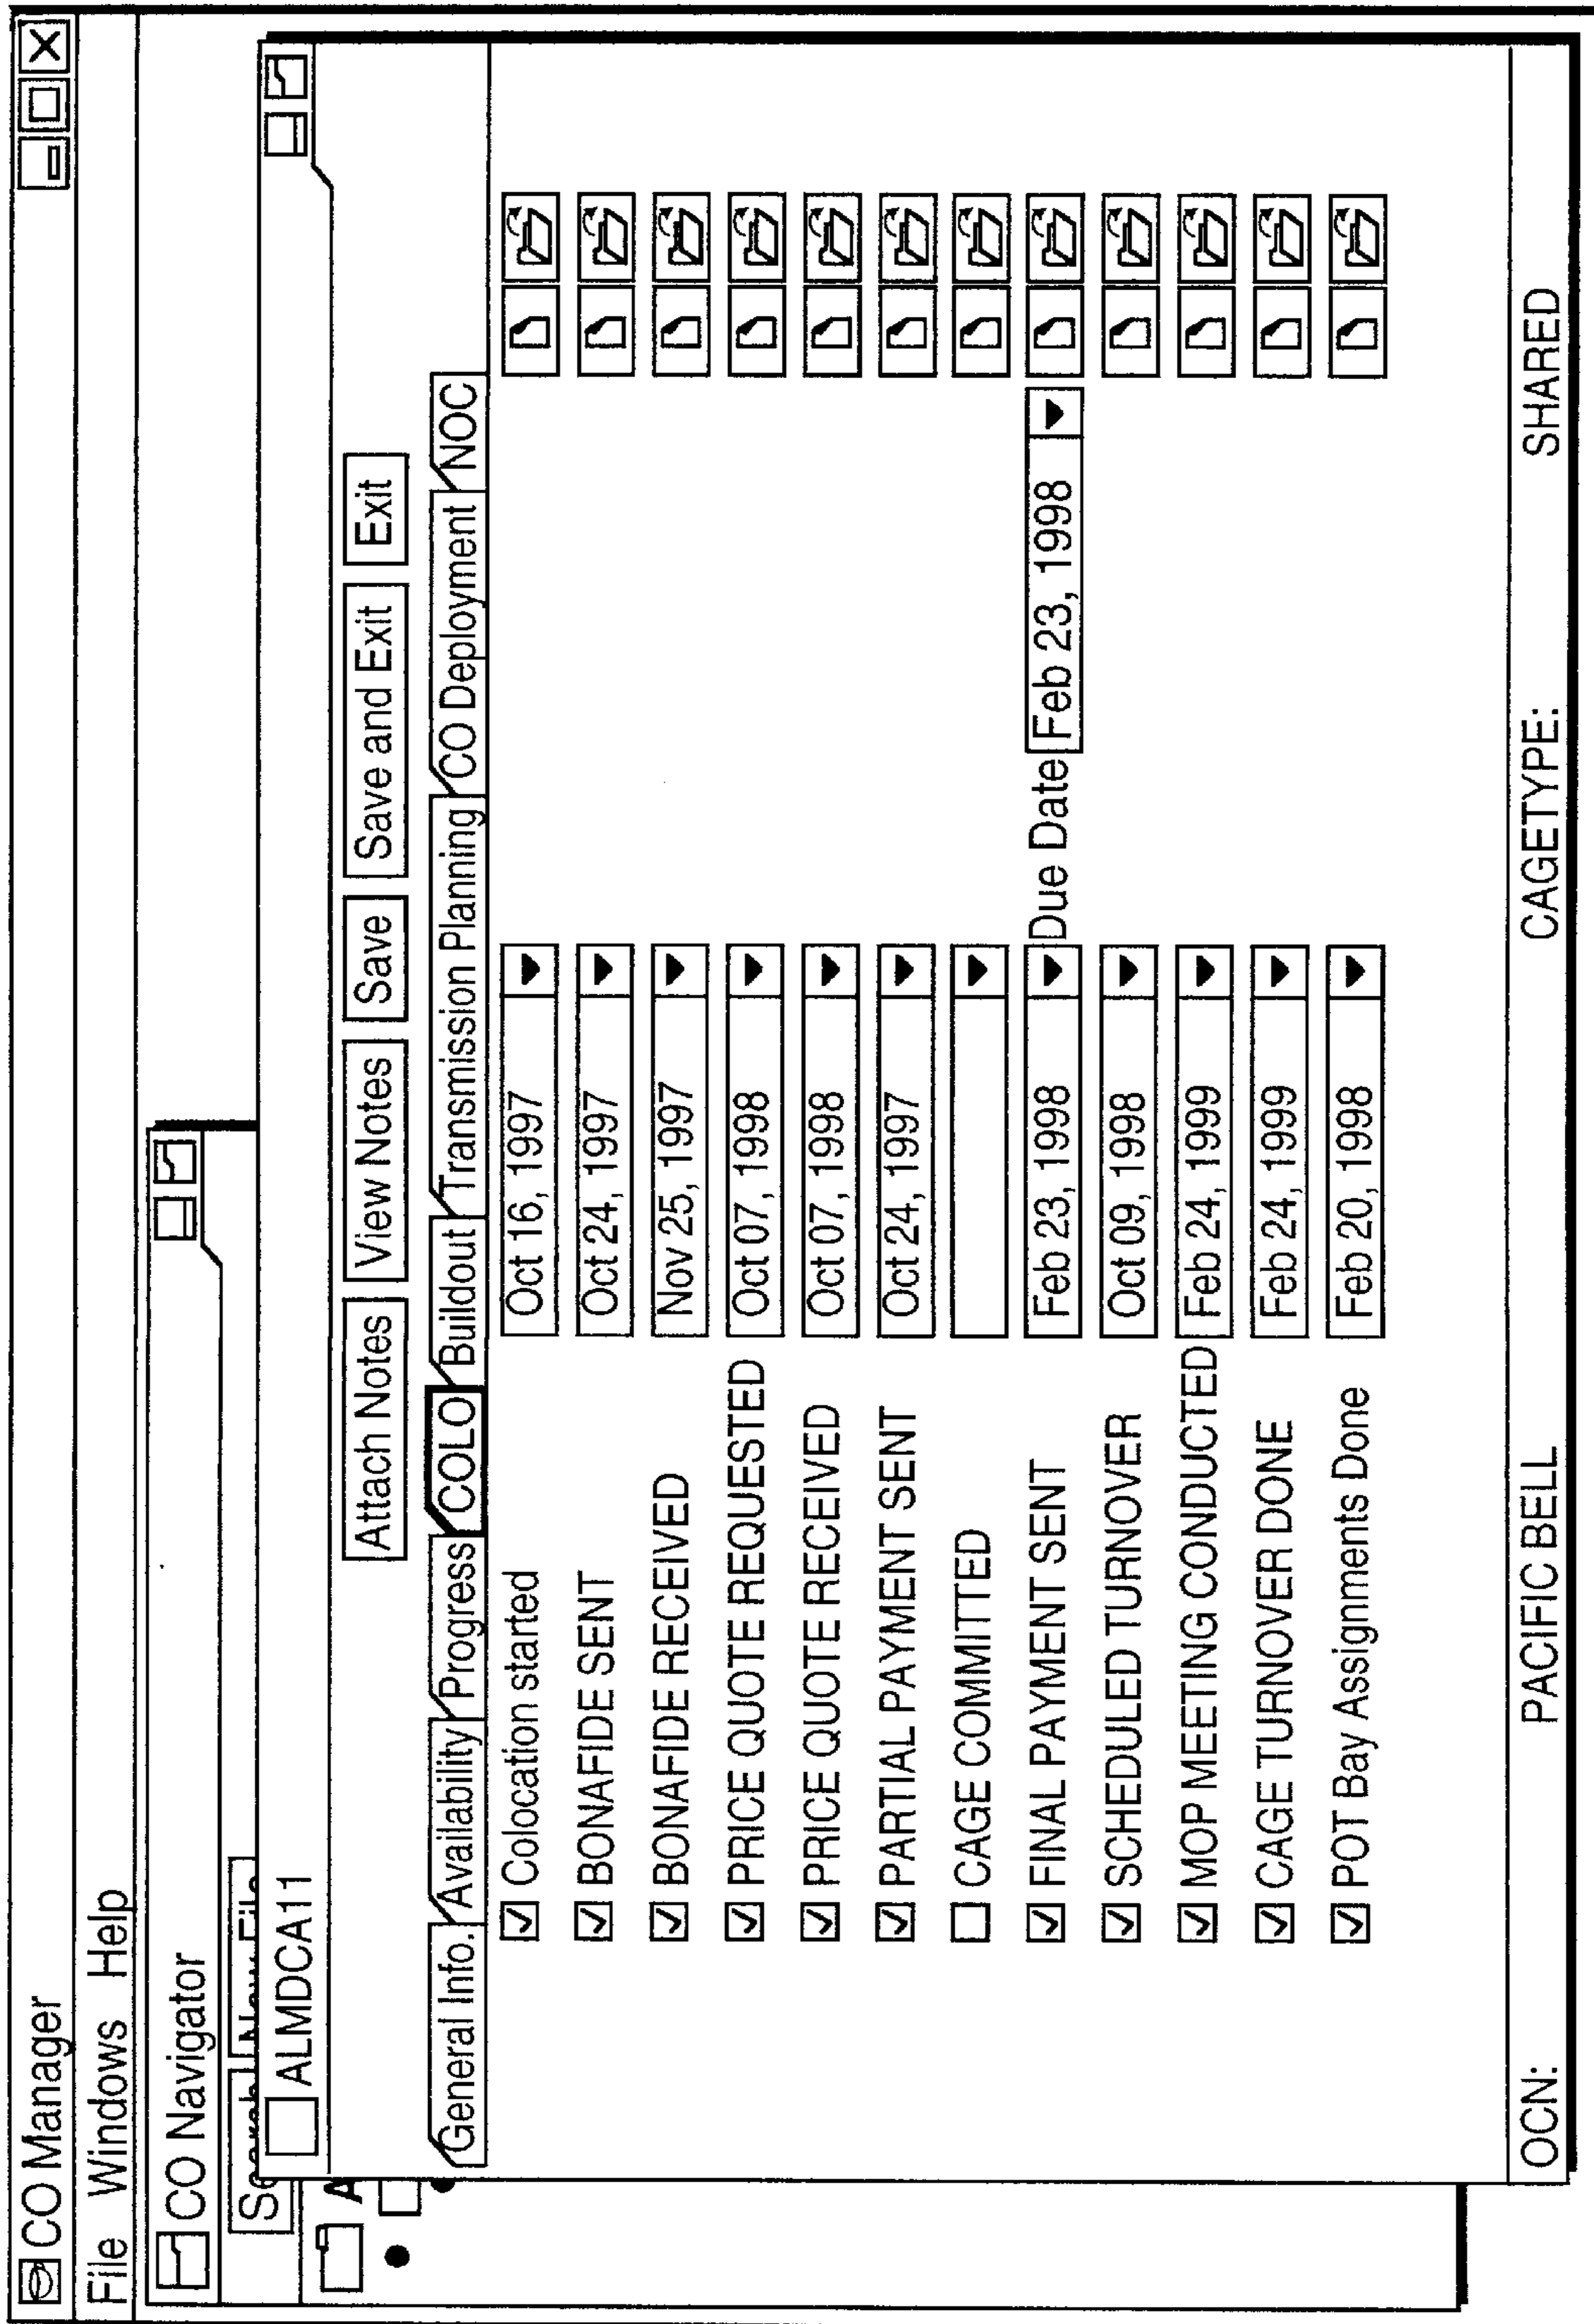 CO Manager
File Windows Help
CO Navigator
ALMDCA11
Attach Notes View Notes Save Save and Exit Exit
General Info. Availability Progress COLO Buildout Transmission Planning CO Deployment NOC
Colocation started Oct 16, 1997
BONAFIDE SENT Oct 24, 1997
BONAFIDE RECEIVED Nov 25, 1997
PRICE QUOTE REQUESTED Oct 07, 1998
PRICE QUOTE RECEIVED Oct 07, 1998
PARTIAL PAYMENT SENT Oct 24, 1997
CAGE COMMITTED
FINAL PAYMENT SENT Feb 23, 1998 Due Date Feb 23, 1998
SCHEDULED TURNOVER Oct 09, 1998
MOP MEETING CONDUCTED Feb 24, 1999
CAGE TURNOVER DONE Feb 24, 1999
POT Bay Assignments Done Feb 20, 1998
OCN: PACIFIC BELL CAGETYPE: SHARED